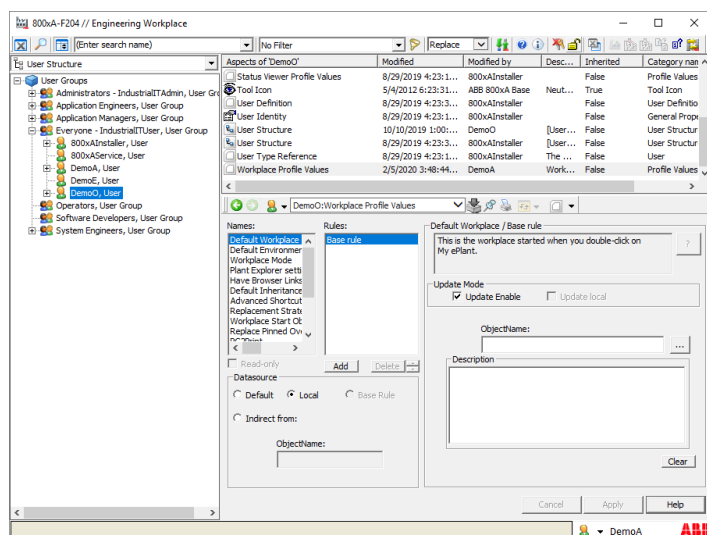 800xA-F204 // Engineering Workplace
(Enter search name)
No Filter
Replace
User Structure
User Groups
Administrators - IndustrialITAdmin, User Gro
Application Engineers, User Group
Application Managers, User Group
Everyone - IndustrialITUser, User Group
800xAInstaller, User
800xAService, User
DemoA, User
DemoE, User
DemoO, User
Operators, User Group
Software Developers, User Group
System Engineers, User Group
Aspects of 'DemoO' Modified Modified by Desc... Inherited Category nan
Status Viewer Profile Values 8/29/2019 4:23:1... 800xAInstaller False Profile Values
Tool Icon 5/4/2012 6:23:31... ABB 800xA Base Neut... True Tool Icon
User Definition 8/29/2019 4:23:3... 800xAInstaller False User Definitio
User Identity 8/29/2019 4:23:1... 800xAInstaller False General Prope
User Structure 10/10/2019 1:00:... DemoO [User... False User Structur
User Structure 8/29/2019 4:23:3... 800xAInstaller [User... False User Structur
User Type Reference 8/29/2019 4:23:1... 800xAInstaller The ... False User
Workplace Profile Values 2/5/2020 3:48:44... DemoA Work... False Profile Values
DemoO:Workplace Profile Values
Names:
Default Workplace
Default Environmer
Workplace Mode
Plant Explorer setti
Have Browser Links
Default Inheritance
Advanced Shortcut
Replacement Strate
Workplace Start Ob
Replace Pinned Ove
Rules:
Base rule
Read-only
Add
Delete
Datasource
Default
Local
Base Rule
Indirect from:
ObjectName:
Default Workplace / Base rule
This is the workplace started when you double-click on
My ePlant.
?
Update Mode
Update Enable
Update local
ObjectName:
...
Description
Clear
Cancel
Apply
Help
DemoA
ABB